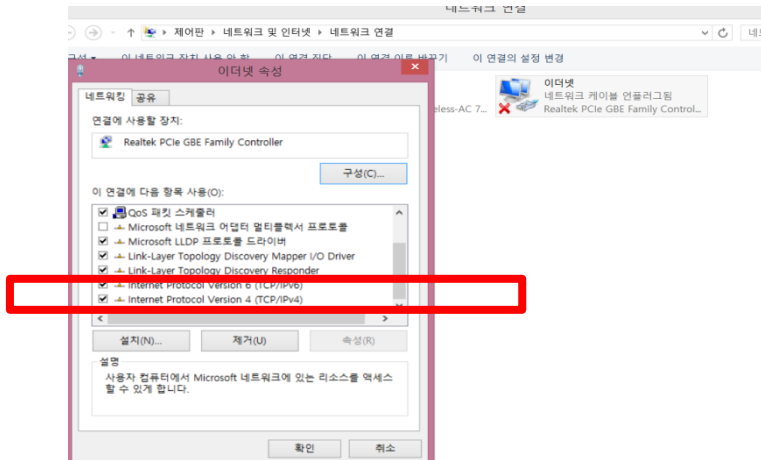 네트워크 연결
제어판 ▸ 네트워크 및 인터넷 ▸ 네트워크 연결
이 네트워크 장치 사용 안 함 이 연결 진단 이 연결 이름 바꾸기 이 연결의 설정 변경
이더넷 속성
네트워킹 공유
연결에 사용할 장치:
Realtek PCIe GBE Family Controller
구성(C)...
이 연결에 다음 항목 사용(O):
QoS 패킷 스케줄러
Microsoft 네트워크 어댑터 멀티플렉서 프로토콜
Microsoft LLDP 프로토콜 드라이버
Link-Layer Topology Discovery Mapper I/O Driver
Link-Layer Topology Discovery Responder
Internet Protocol Version 6 (TCP/IPv6)
Internet Protocol Version 4 (TCP/IPv4)
설치(N)... 제거(U) 속성(R)
설명
사용자 컴퓨터에서 Microsoft 네트워크에 있는 리소스를 액세스
할 수 있게 합니다.
확인 취소
eless-AC 7...
이더넷
네트워크 케이블 언플러그됨
Realtek PCIe GBE Family Control...